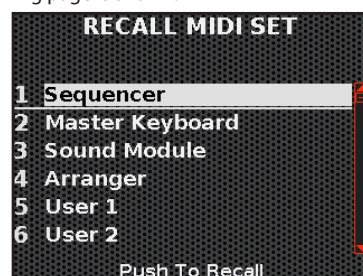 RECALL MIDI SET
1 Sequencer
2 Master Keyboard
3 Sound Module
4 Arranger
5 User 1
6 User 2
Push To Recall